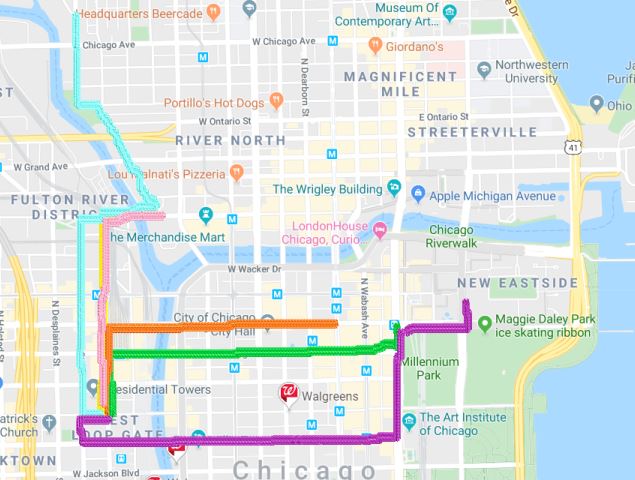 Headquarters Beercade
Museum Of
Contemporary Art...
Chicago Ave
W Chicago Ave
Giordano's
Northwestern
University
MAGNIFICENT
MILE
N Dearborn St
Portillo's Hot Dogs
Ohio
W Ontario St
E Ontario St
STREETERVILLE
RIVER NORTH
41
W Grand Ave
Lou Malnati's Pizzeria
The Wrigley Building
Apple Michigan Avenue
FULTON RIVER
DISTRIC
he Merchandise Mart
LondonHouse
Chicago, Curio...
Chicago
Riverwalk
W Wacker Dr
NEW EASTSIDE
N Desplaines St
N Wabash Ave
City of Chicago
City Hall
Maggie Daley Park
ice skating ribbon
Millennium
Park
esidential Towers
Walgreens
atrick's
Church
EST
LOOP GATE
The Art Institute
of Chicago
KTOWN
W Jackson Blvd
Chicago